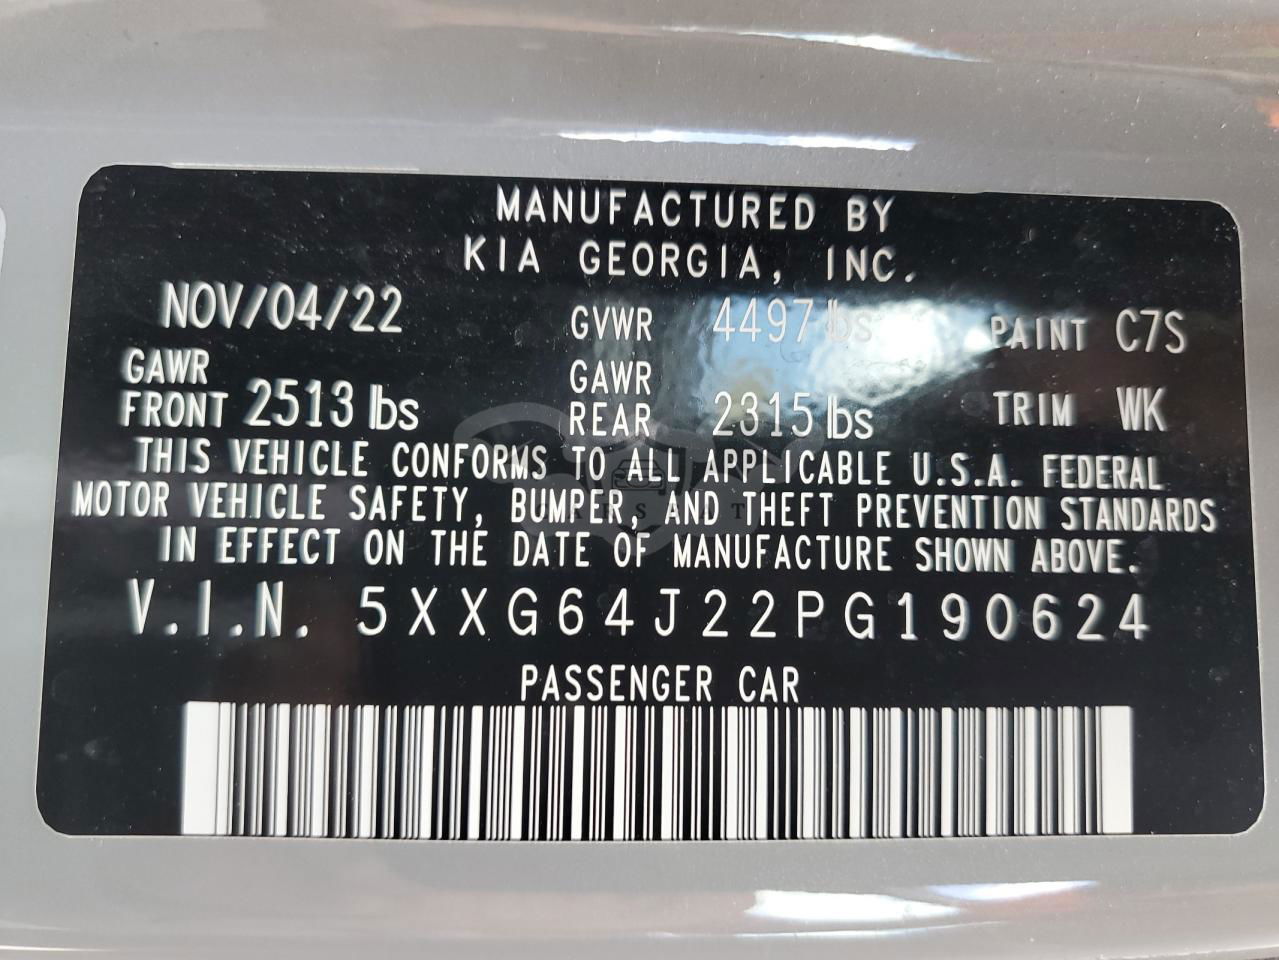 MANUFACTURED BY
KIA GEORGIA, INC.
NOV/04/22 GVWR 4497 lbs PAINT C7S
GAWR FRONT 2513 lbs GAWR REAR 2315 lbs TRIM WK
THIS VEHICLE CONFORMS TO ALL APPLICABLE U.S.A. FEDERAL
MOTOR VEHICLE SAFETY, BUMPER, AND THEFT PREVENTION STANDARDS
IN EFFECT ON THE DATE OF MANUFACTURE SHOWN ABOVE.
V.I.N. 5XXG64J22PG190624
PASSENGER CAR